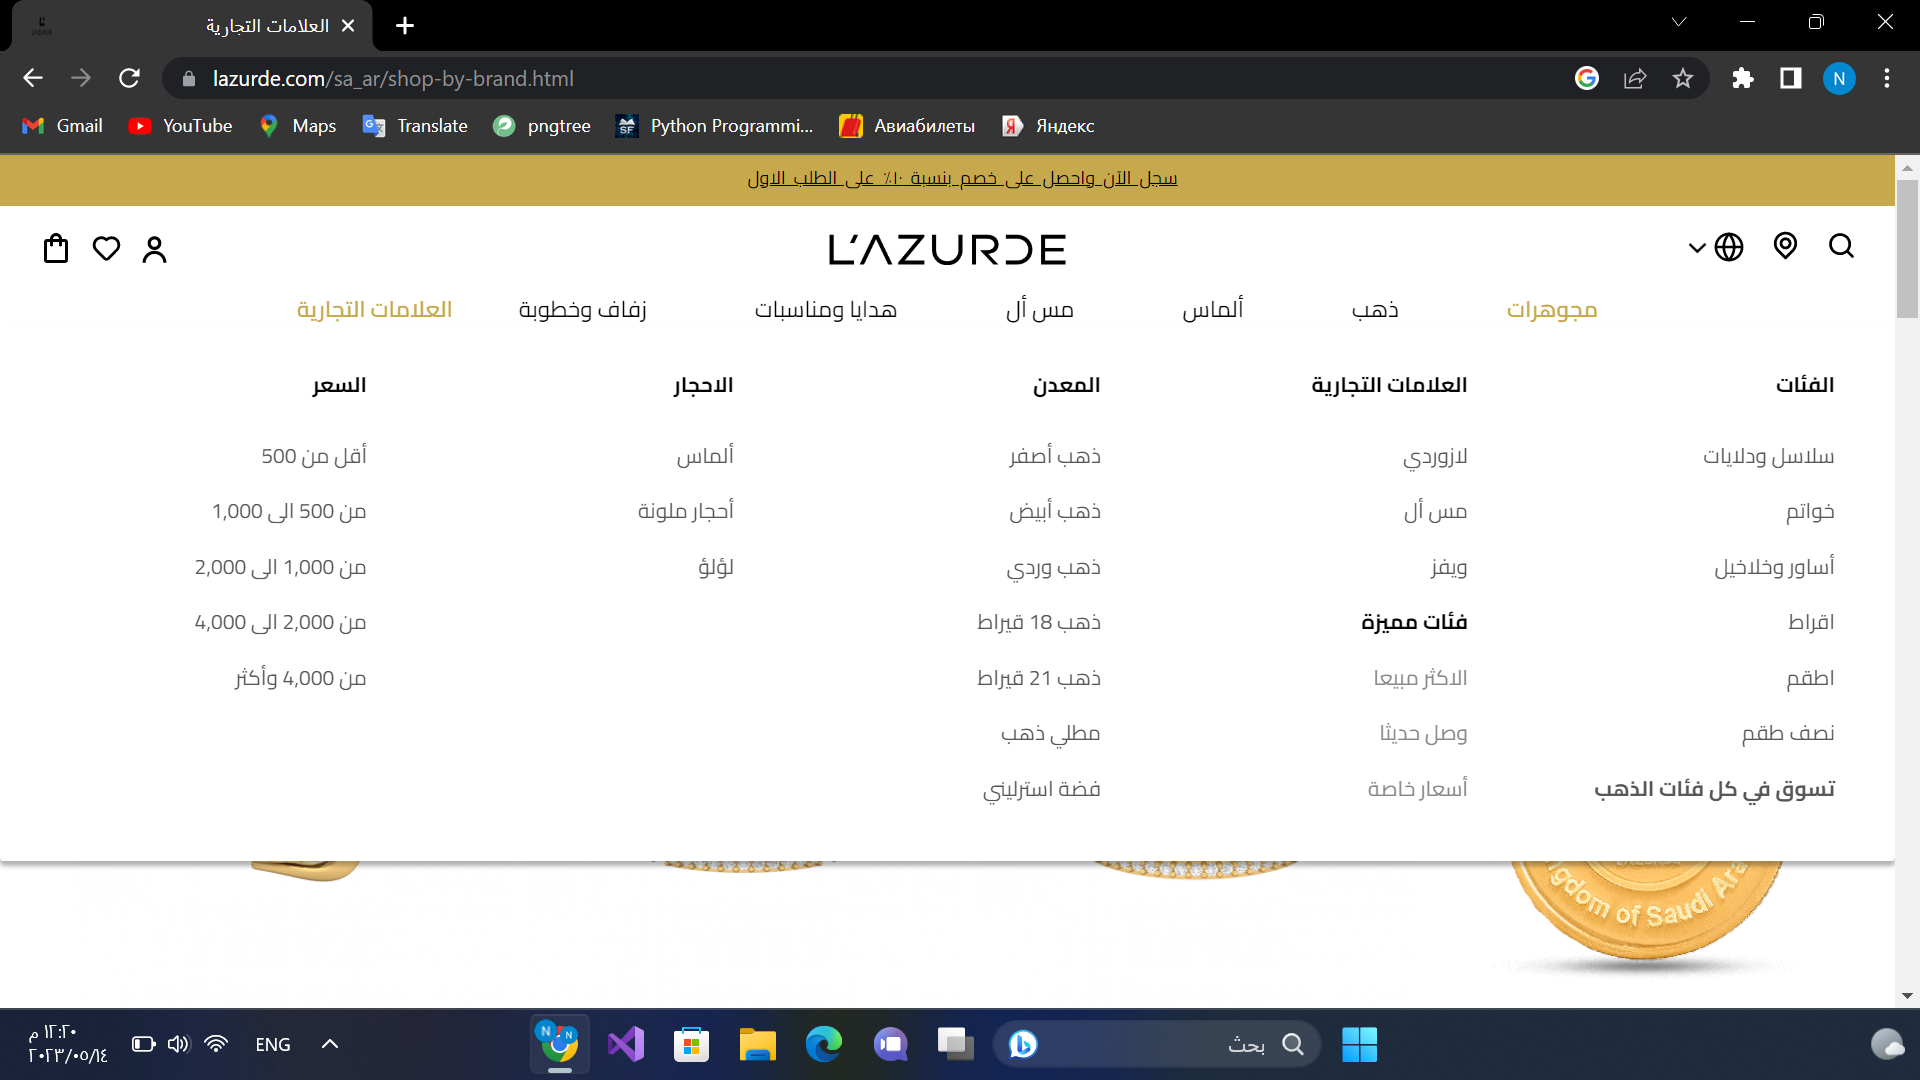 العلامات التجارية
lazurde.com/sa_ar/shop-by-brand.html
N
Gmail
YouTube
Maps
Translate
pngtree
Python Programmi...
Авиабилеты
Яндекс
سجل الآن واحصل على خصم بنسبة ١٠٪ على الطلب الاول
L'AZURDE
مجوهرات
ذهب
ألماس
مس أل
هدايا ومناسبات
زفاف وخطوبة
العلامات التجارية
الفئات
سلاسل ودلايات
خواتم
أساور وخلاخيل
اقراط
اطقم
نصف طقم
تسوق في كل فئات الذهب
العلامات التجارية
لازوردي
مس أل
ويفز
فئات مميزة
الاكثر مبيعا
وصل حديثا
أسعار خاصة
المعدن
ذهب أصفر
ذهب أبيض
ذهب وردي
ذهب 18 قيراط
ذهب 21 قيراط
مطلي ذهب
فضة استرليني
الاحجار
ألماس
أحجار ملونة
لؤلؤ
السعر
أقل من 500
من 500 الى 1,000
من 1,000 الى 2,000
من 2,000 الى 4,000
من 4,000 وأكثر
ngdom of Saudi Ara
بحث
ENG
١٢:٢٠ م
٢٠٢٣/٠٥/١٤